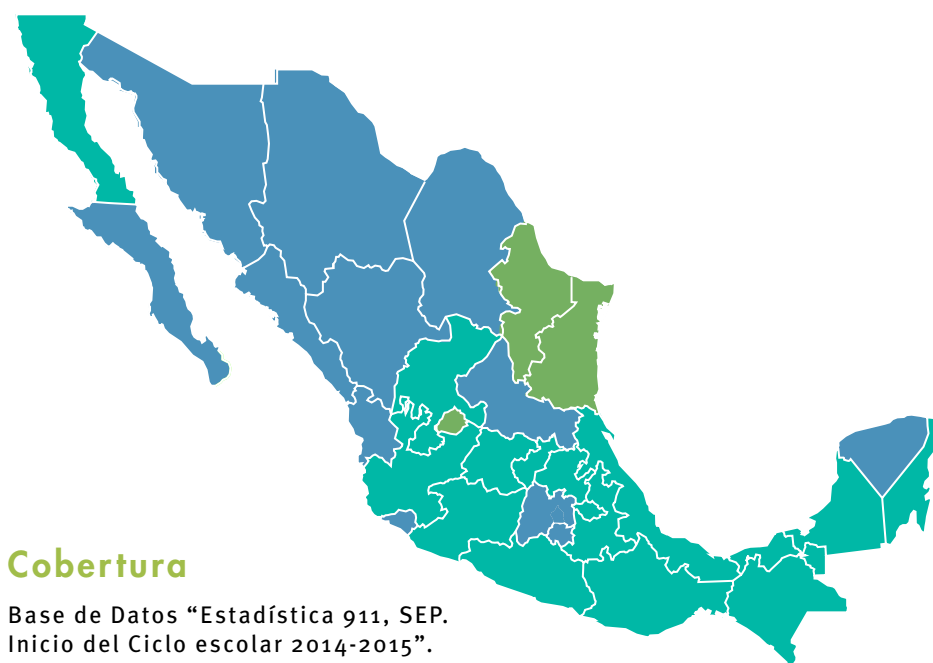 Cobertura
Base de Datos “Estadística 911, SEP.
Inicio del Ciclo escolar 2014-2015”.